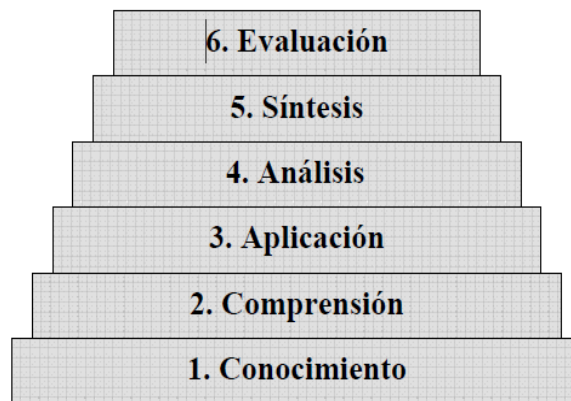 6. Evaluación
5. Síntesis
4. Análisis
3. Aplicación
2. Comprensión
1. Conocimiento